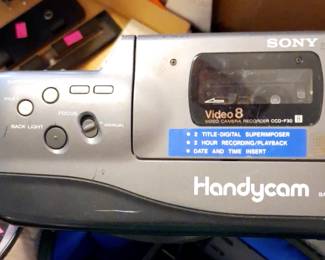 SONY
Video 8
VIDEO CAMERA RECORDER CCD-F30
FOCUS
MANUAL
BACK LIGHT
2 TITLE-DIGITAL SUPERIMPOSER
2 HOUR RECORDING/PLAYBACK
DATE AND TIME INSERT
Handycam